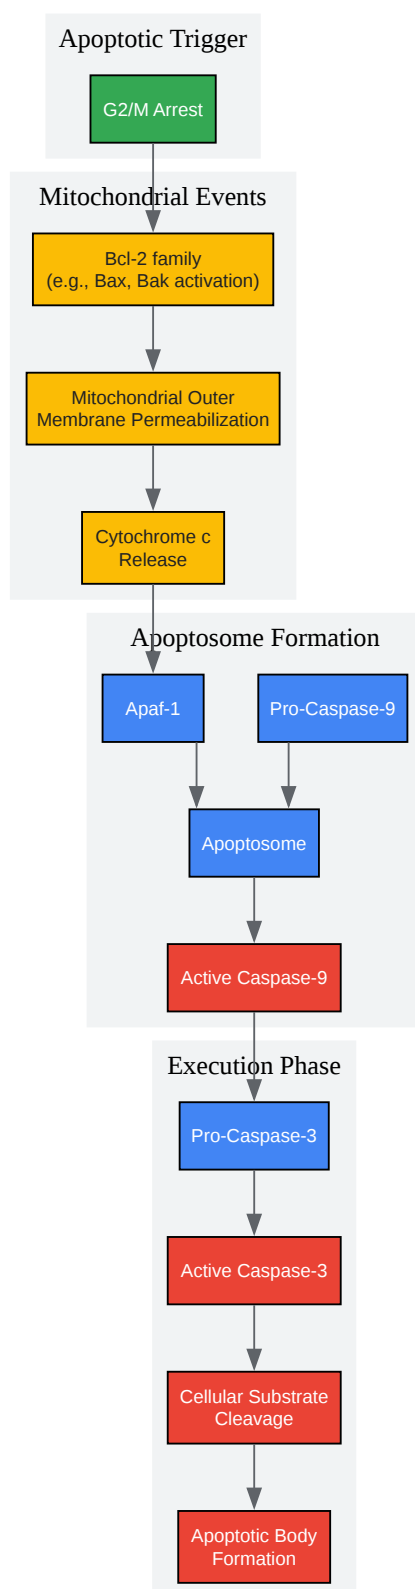 Apoptotic Trigger
G2/M Arrest
Mitochondrial Events
Bcl-2 family
(e.g., Bax, Bak activation)
Mitochondrial Outer
Membrane Permeabilization
Cytochrome c
Release
Apoptosome Formation
Apaf-1
Pro-Caspase-9
Apoptosome
Active Caspase-9
Execution Phase
Pro-Caspase-3
Active Caspase-3
Cellular Substrate
Cleavage
Apoptotic Body
Formation